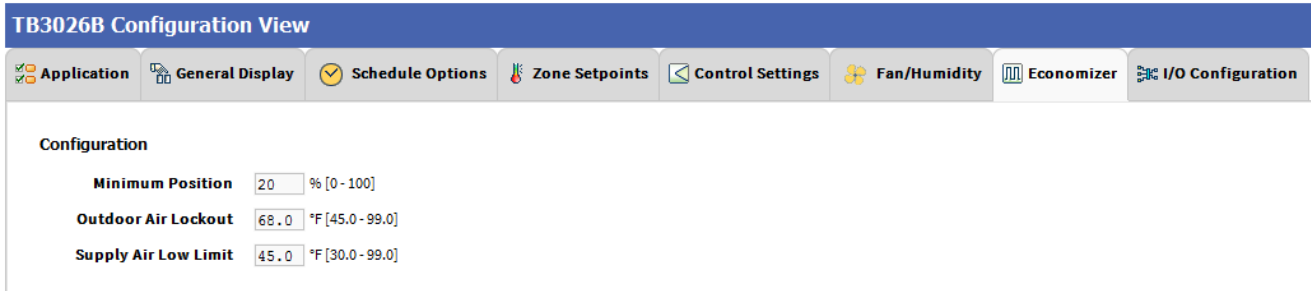 TB3026B Configuration View
Application General Display Schedule Options Zone Setpoints Control Settings Fan/Humidity Economizer I/O Configuration
Configuration
Minimum Position 20 % [0 - 100]
Outdoor Air Lockout 68.0 °F [45.0 - 99.0]
Supply Air Low Limit 45.0 °F [30.0 - 99.0]